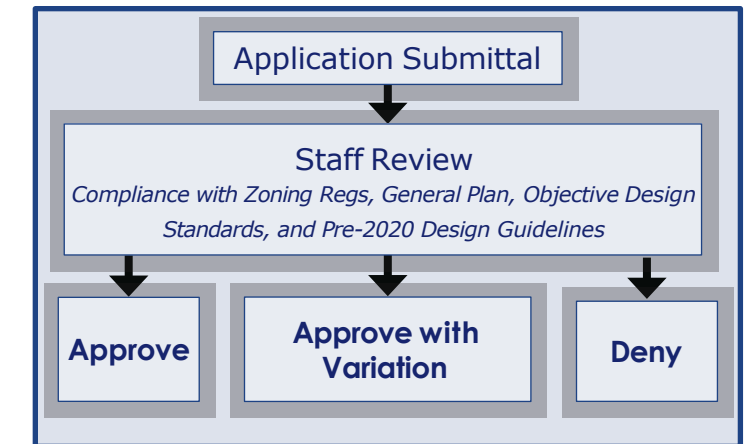 Application Submittal
Staff Review
Compliance with Zoning Regs, General Plan, Objective Design
Standards, and Pre-2020 Design Guidelines
Approve
Approve with
Variation
Deny